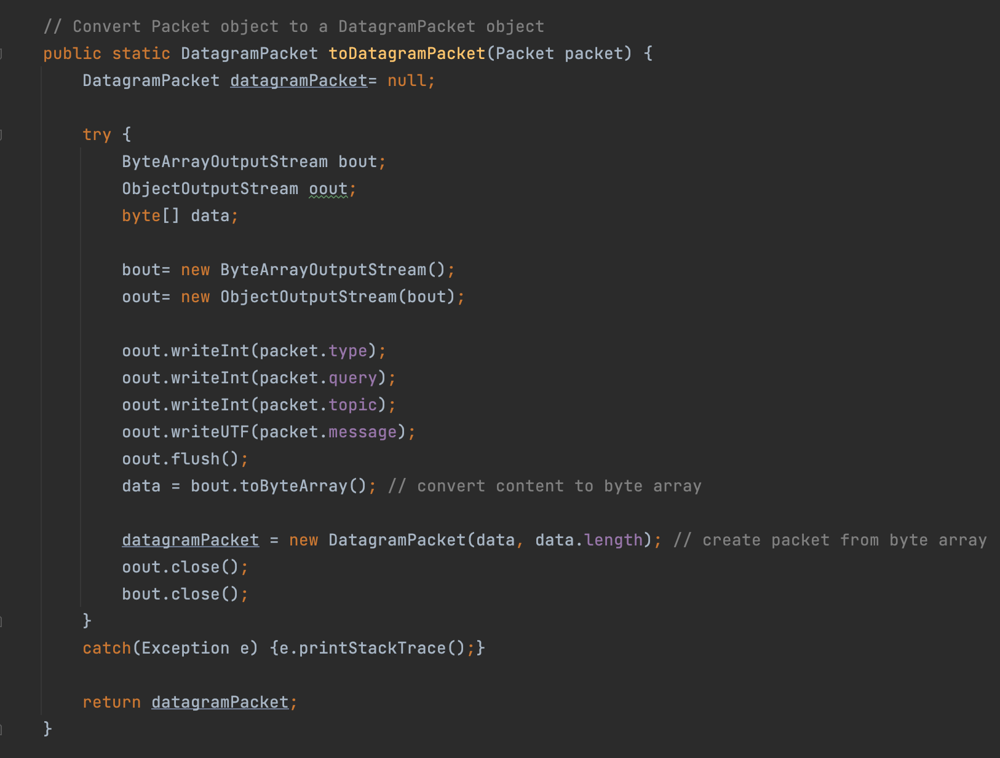 // Convert Packet object to a DatagramPacket object
public static DatagramPacket toDatagramPacket(Packet packet) {
    DatagramPacket datagramPacket= null;

    try {
        ByteArrayOutputStream bout;
        ObjectOutputStream oout;
        byte[] data;

        bout= new ByteArrayOutputStream();
        oout= new ObjectOutputStream(bout);

        oout.writeInt(packet.type);
        oout.writeInt(packet.query);
        oout.writeInt(packet.topic);
        oout.writeUTF(packet.message);
        oout.flush();
        data = bout.toByteArray(); // convert content to byte array

        datagramPacket = new DatagramPacket(data, data.length); // create packet from byte array
        oout.close();
        bout.close();
    }
    catch(Exception e) {e.printStackTrace();}

    return datagramPacket;
}